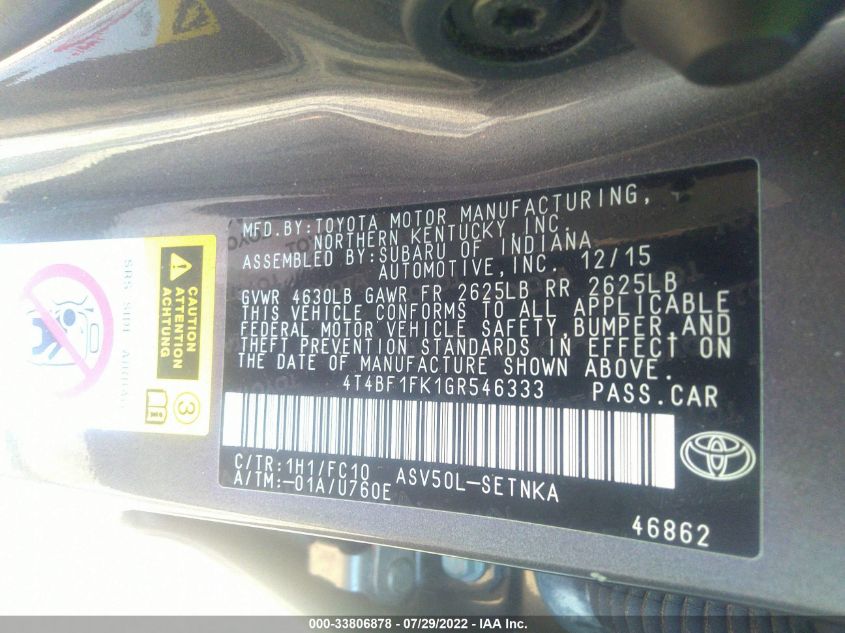 MFD.BY:TOYOTA MOTOR MANUFACTURING,
NORTHERN KENTUCKY, INC.
ASSEMBLED BY:SUBARU OF INDIANA
AUTOMOTIVE,INC. 12/15
GVWR 4630LB GAWR FR 2625LB RR 2625LB
THIS VEHICLE CONFORMS TO ALL APPLICABLE
FEDERAL MOTOR VEHICLE SAFETY,BUMPER,AND
THEFT PREVENTION STANDARDS IN EFFECT ON
THE DATE OF MANUFACTURE SHOWN ABOVE.
4T4BF1FK1GR546333 PASS.CAR
C/TR:1H1/FC10 ASV50L-SETNKA
A/TM:-01A/U760E
46862
SRS SIDE AIRBAG
CAUTION
ATTENTION
ACHTUNG
3
000-33806878 - 07/29/2022 - IAA Inc.